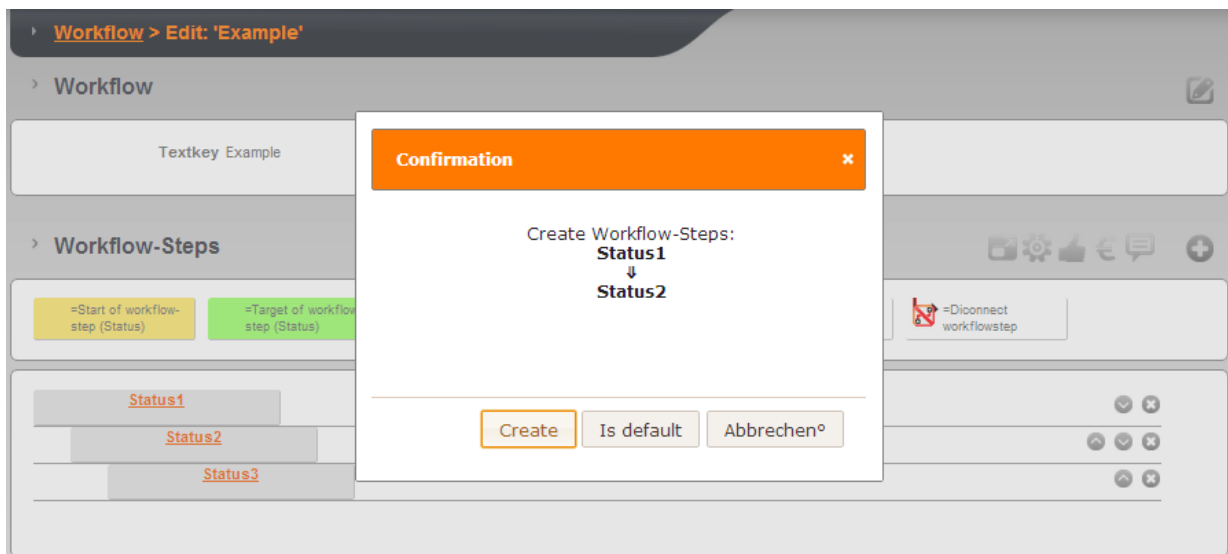 Workflow > Edit: 'Example'
Workflow
Textkey Example
Confirmation
Create Workflow-Steps:
Status1
⇓
Status2
Create
Is default
Abbrechen°
Workflow-Steps
=Start of workflow-
step (Status)
=Target of workflow
step (Status)
=Diconnect
workflowstep
Status1
Status2
Status3